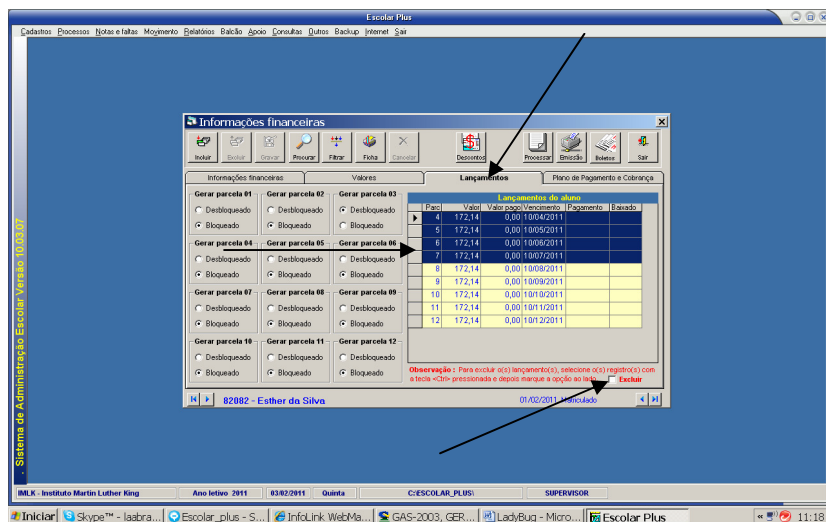 Escolar Plus
Cadastros Processos Notas e faltas Movimento Relatórios Balcão Apoio Consultas Outros Backup Internet Sair
Informações financeiras
Incluir Excluir Gravar Procurar Filtrar Ficha Cancelar Descontos Processar Emissão Boletos Sair
Informações financeiras Valores Lançamentos Plano de Pagamento e Cobrança
Gerar parcela 01 Gerar parcela 02 Gerar parcela 03
Desbloqueado Desbloqueado Desbloqueado
Bloqueado Bloqueado Bloqueado
Gerar parcela 04 Gerar parcela 05 Gerar parcela 06
Desbloqueado Desbloqueado Desbloqueado
Bloqueado Bloqueado Bloqueado
Gerar parcela 07 Gerar parcela 08 Gerar parcela 09
Desbloqueado Desbloqueado Desbloqueado
Bloqueado Bloqueado Bloqueado
Gerar parcela 10 Gerar parcela 11 Gerar parcela 12
Desbloqueado Desbloqueado Desbloqueado
Bloqueado Bloqueado Bloqueado
Lançamentos do aluno
Parc Valor Valor pago Vencimento Pagamento Baixado
4 172,14 0,00 10/04/2011
5 172,14 0,00 10/05/2011
6 172,14 0,00 10/06/2011
7 172,14 0,00 10/07/2011
8 172,14 0,00 10/08/2011
9 172,14 0,00 10/09/2011
10 172,14 0,00 10/10/2011
11 172,14 0,00 10/11/2011
12 172,14 0,00 10/12/2011
Observação : Para excluir o(s) lançamento(s), selecione o(s) registro(s) com
a tecla <Ctrl> pressionada e depois marque a opção ao lado. Excluir
82082 - Esther da Silva 01/02/2011 Matriculado
. Sistema de Administração Escolar Versão 10.03.07
IMLK - Instituto Martin Luther King Ano letivo 2011 03/02/2011 Quinta C:\ESCOLAR_PLUS\ SUPERVISOR
Iniciar Skype™ - laabra... Escolar_plus - S... InfoLink WebMa... GAS-2003, GER... LadyBug - Micro... Escolar Plus 11:18